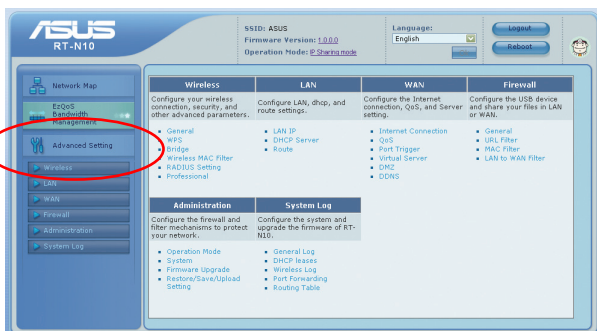 ASUS
RT-N10
SSID: ASUS
Firmware Version: 1.0.0.0
Operation Mode: IP Sharing mode
Language:
English
Logout
Reboot
Network Map
EzQoS
Bandwidth
Management
Advanced Setting
Wireless
LAN
WAN
Firewall
Administration
System Log
Wireless
Configure your wireless
connection, security, and
other advanced parameters.
General
WPS
Bridge
Wireless MAC Filter
RADIUS Setting
Professional
LAN
Configure LAN, dhcp, and
route settings.
LAN IP
DHCP Server
Route
WAN
Configure the Internet
connection, QoS, and Server
setting.
Internet Connection
QoS
Port Trigger
Virtual Server
DMZ
DDNS
Firewall
Configure the USB device
and share your files in LAN
or WAN.
General
URL Filter
MAC Filter
LAN to WAN Filter
Administration
Configure the firewall and
filter mechanisms to protect
your network.
Operation Mode
System
Firmware Upgrade
Restore/Save/Upload
Setting
System Log
Configure the system and
upgrade the firmware of RT-
N10.
General Log
DHCP leases
Wireless Log
Port Forwarding
Routing Table